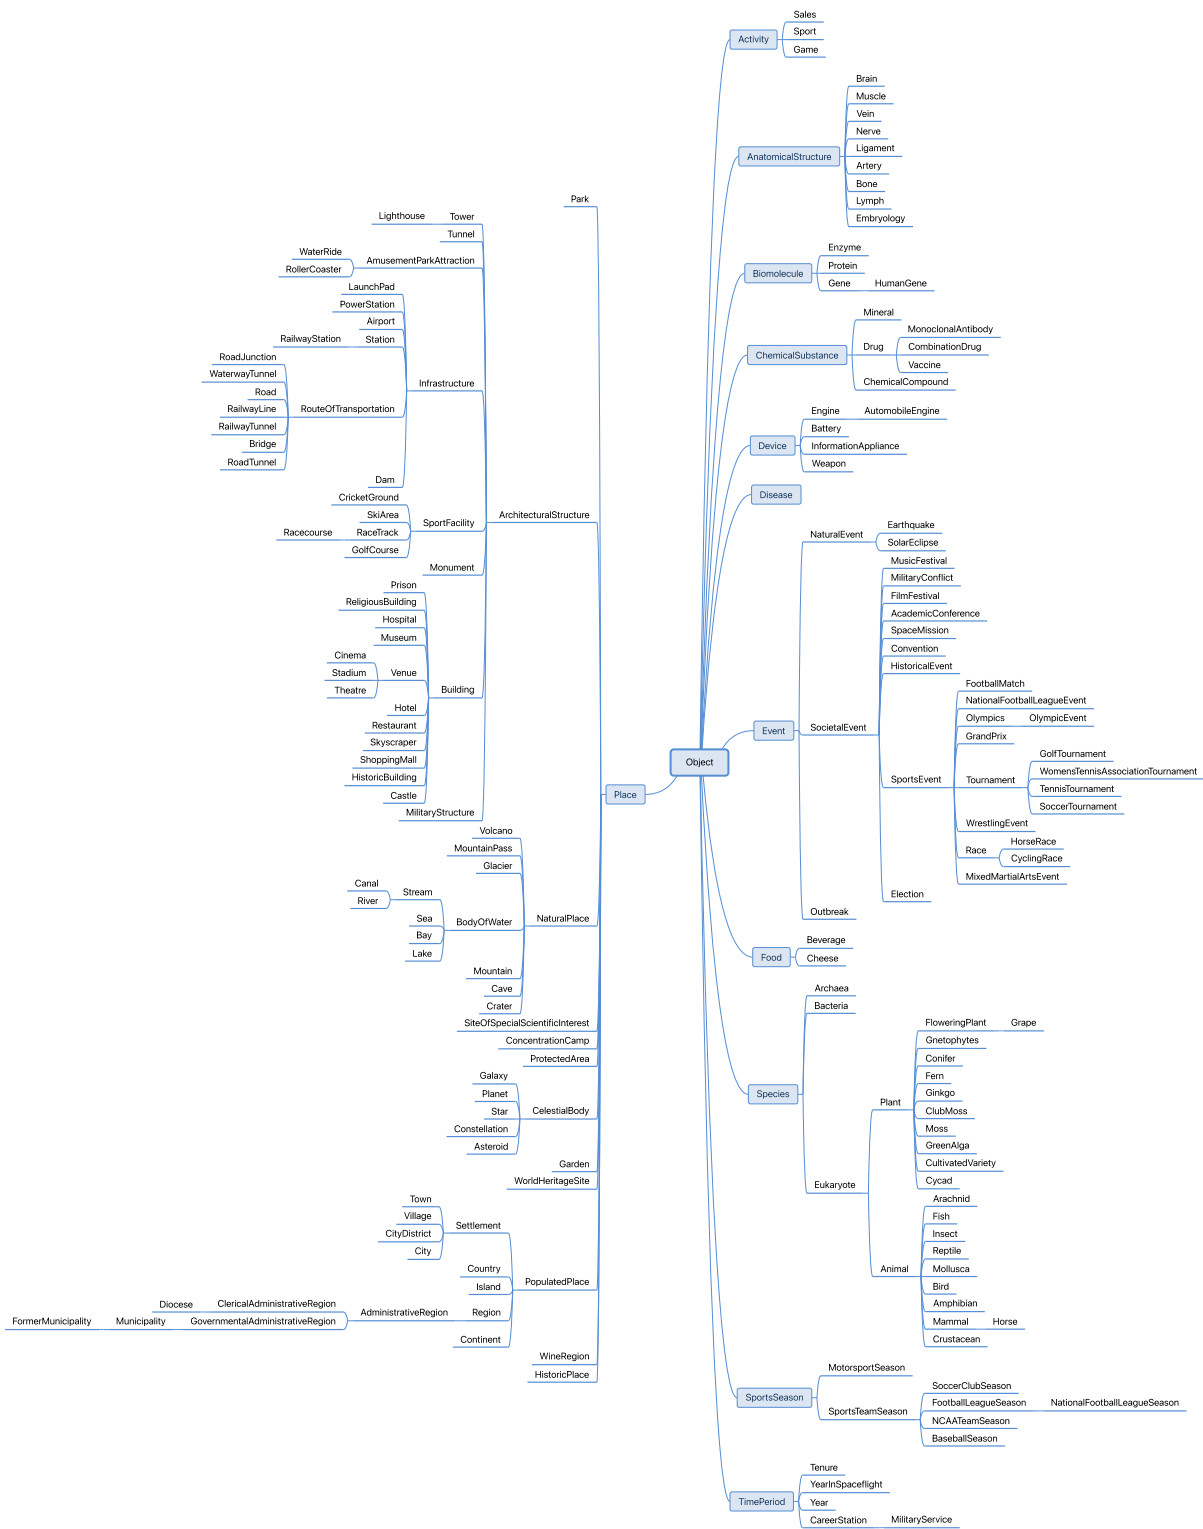 Object
Activity
Sales
Sport
Game
AnatomicalStructure
Brain
Muscle
Vein
Nerve
Ligament
Artery
Bone
Lymph
Embryology
Biomolecule
Enzyme
Protein
Gene
HumanGene
ChemicalSubstance
Mineral
Drug
MonoclonalAntibody
CombinationDrug
Vaccine
ChemicalCompound
Device
Engine
AutomobileEngine
Battery
InformationAppliance
Weapon
Disease
Event
NaturalEvent
Earthquake
SolarEclipse
SocietalEvent
MusicFestival
MilitaryConflict
FilmFestival
AcademicConference
SpaceMission
Convention
HistoricalEvent
SportsEvent
FootballMatch
NationalFootballLeagueEvent
Olympics
OlympicEvent
GrandPrix
Tournament
GolfTournament
WomensTennisAssociationTournament
TennisTournament
SoccerTournament
WrestlingEvent
Race
HorseRace
CyclingRace
MixedMartialArtsEvent
Election
Outbreak
Food
Beverage
Cheese
Species
Archaea
Bacteria
Eukaryote
Plant
FloweringPlant
Grape
Gnetophytes
Conifer
Fern
Ginkgo
ClubMoss
Moss
GreenAlga
CultivatedVariety
Cycad
Animal
Arachnid
Fish
Insect
Reptile
Mollusca
Bird
Amphibian
Mammal
Horse
Crustacean
SportsSeason
MotorsportSeason
SportsTeamSeason
SoccerClubSeason
FootballLeagueSeason
NationalFootballLeagueSeason
NCAATeamSeason
BaseballSeason
TimePeriod
Tenure
YearInSpaceflight
Year
CareerStation
MilitaryService
Place
Park
ArchitecturalStructure
Tower
Lighthouse
Tunnel
AmusementParkAttraction
WaterRide
RollerCoaster
Infrastructure
LaunchPad
PowerStation
Airport
Station
RailwayStation
RouteOfTransportation
RoadJunction
WaterwayTunnel
Road
RailwayLine
RailwayTunnel
Bridge
RoadTunnel
Dam
SportFacility
CricketGround
SkiArea
RaceTrack
Racecourse
GolfCourse
Monument
Building
Prison
ReligiousBuilding
Hospital
Museum
Venue
Cinema
Stadium
Theatre
Hotel
Restaurant
Skyscraper
ShoppingMall
HistoricBuilding
Castle
MilitaryStructure
NaturalPlace
Volcano
MountainPass
Glacier
BodyOfWater
Stream
Canal
River
Sea
Bay
Lake
Mountain
Cave
Crater
SiteOfSpecialScientificInterest
ConcentrationCamp
ProtectedArea
CelestialBody
Galaxy
Planet
Star
Constellation
Asteroid
Garden
WorldHeritageSite
PopulatedPlace
Settlement
Town
Village
CityDistrict
City
Country
Island
Region
AdministrativeRegion
ClericalAdministrativeRegion
Diocese
GovernmentalAdministrativeRegion
Municipality
FormerMunicipality
Continent
WineRegion
HistoricPlace